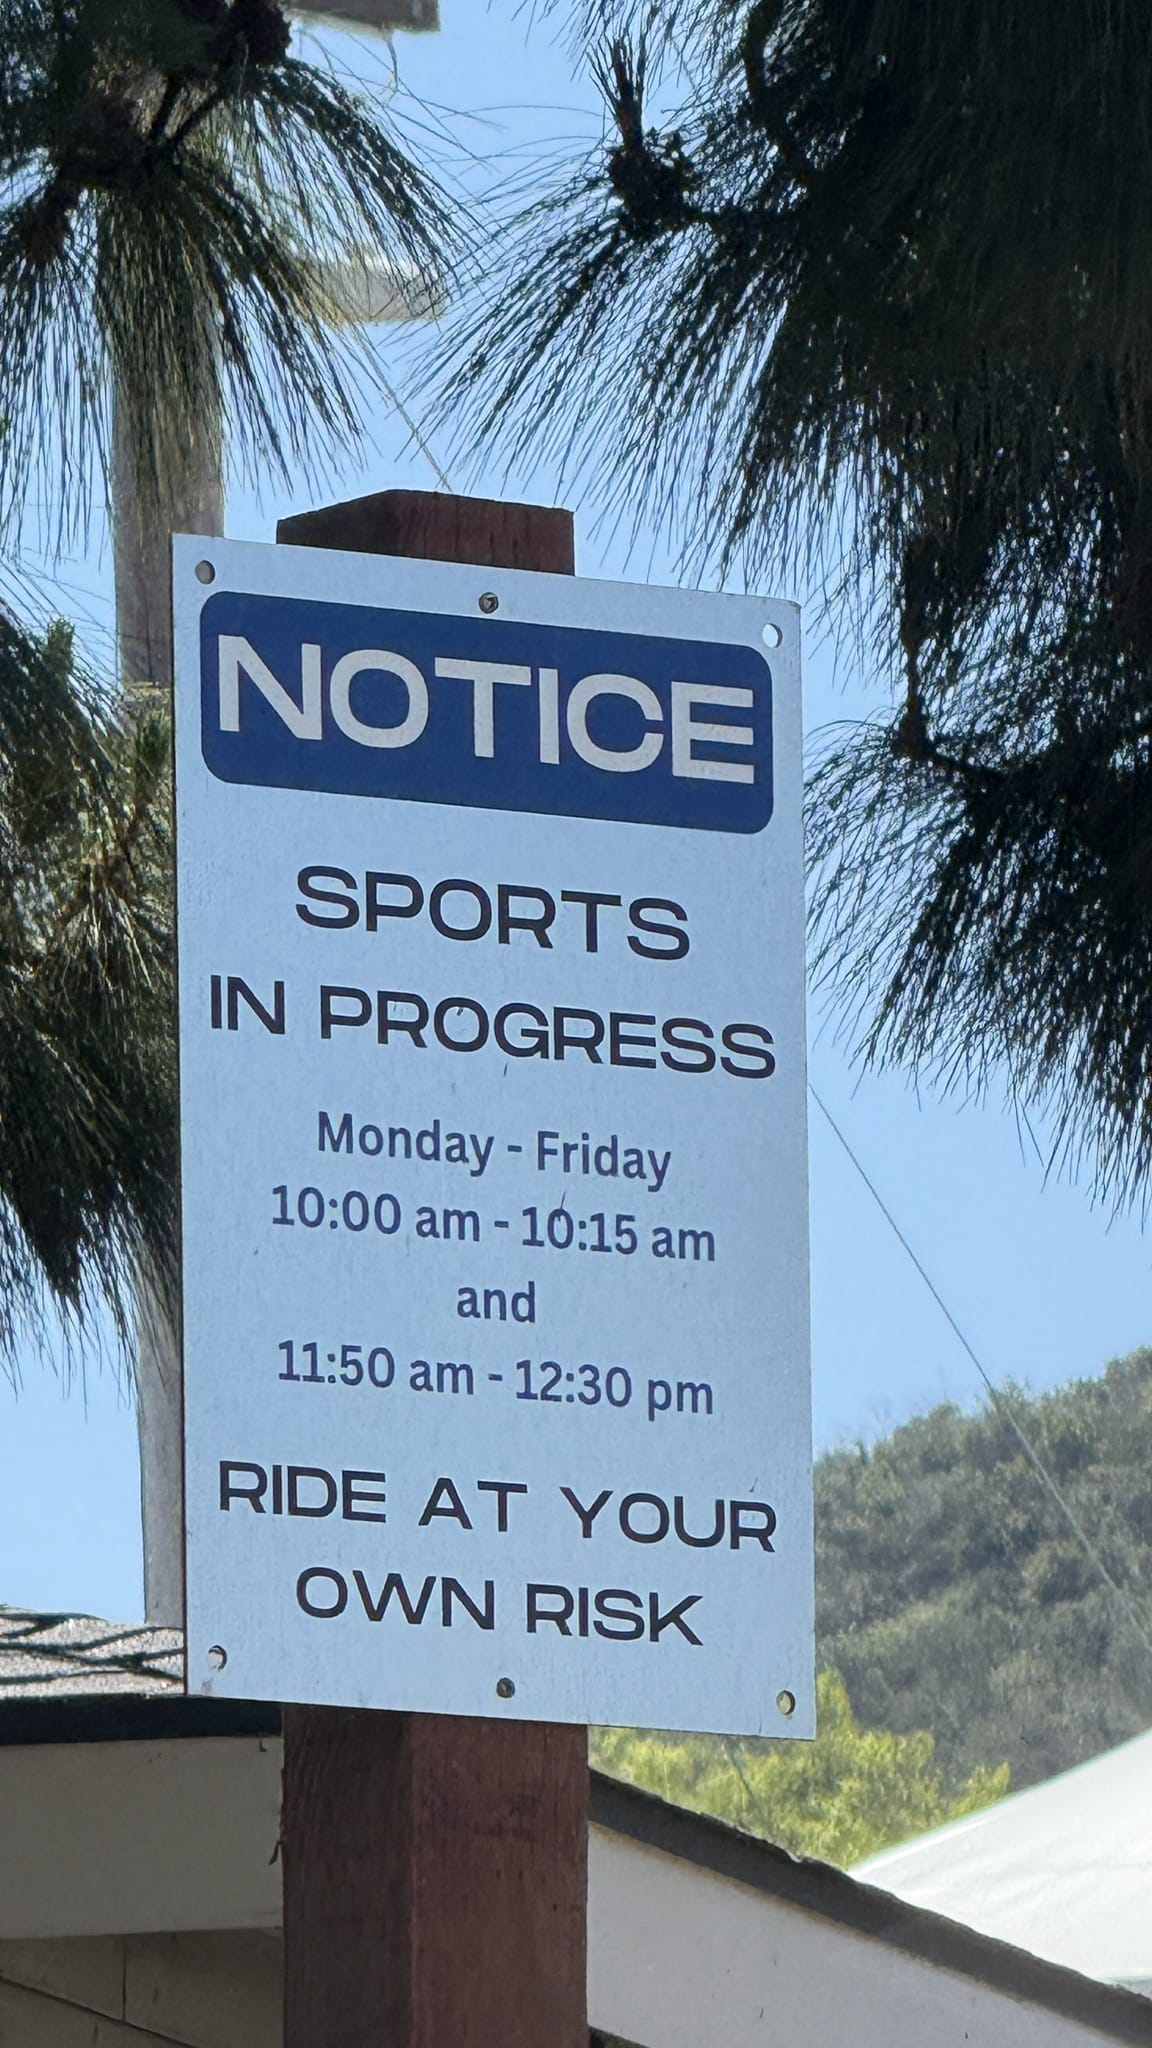 NOTICE
SPORTS
IN PROGRESS
Monday - Friday
10:00 am - 10:15 am
and
11:50 am - 12:30 pm
RIDE AT YOUR
OWN RISK